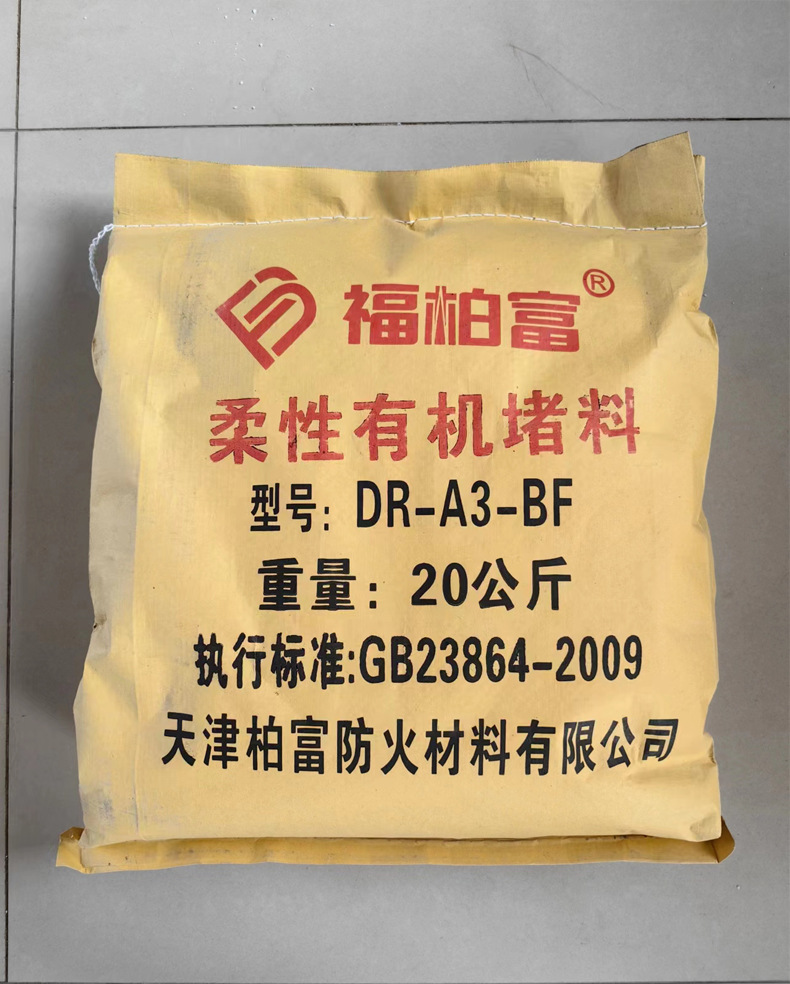 福柏富®
柔性有机堵料
型号: DR-A3-BF
重量: 20公斤
执行标准:GB23864-2009
天津柏富防火材料有限公司